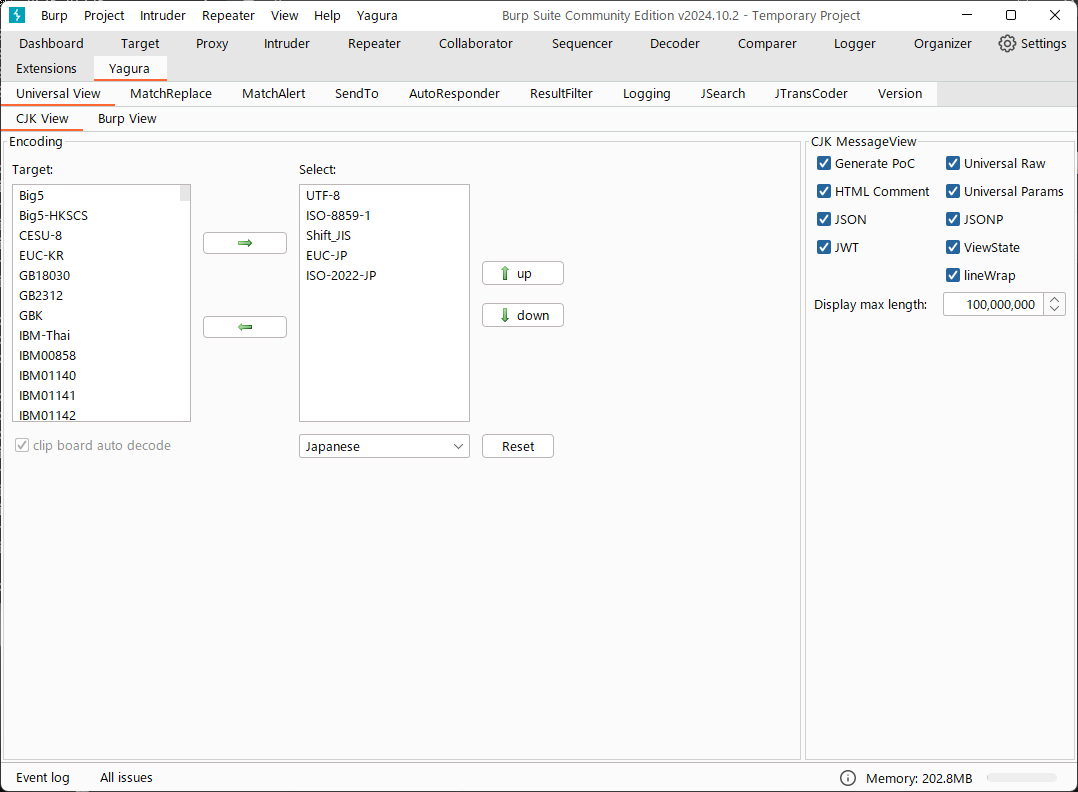 Burp Project Intruder Repeater View Help Yagura Burp Suite Community Edition v2024.10.2 - Temporary Project
Dashboard Target Proxy Intruder Repeater Collaborator Sequencer Decoder Comparer Logger Organizer Settings
Extensions Yagura
Universal View MatchReplace MatchAlert SendTo AutoResponder ResultFilter Logging JSearch JTransCoder Version
CJK View Burp View
Encoding
Target:
Big5
Big5-HKSCS
CESU-8
EUC-KR
GB18030
GB2312
GBK
IBM-Thai
IBM00858
IBM01140
IBM01141
IBM01142
clip board auto decode
Select:
UTF-8
ISO-8859-1
Shift_JIS
EUC-JP
ISO-2022-JP
up
down
Japanese Reset
CJK MessageView
Generate PoC Universal Raw
HTML Comment Universal Params
JSON JSONP
JWT ViewState
lineWrap
Display max length: 100,000,000
Event log All issues Memory: 202.8MB